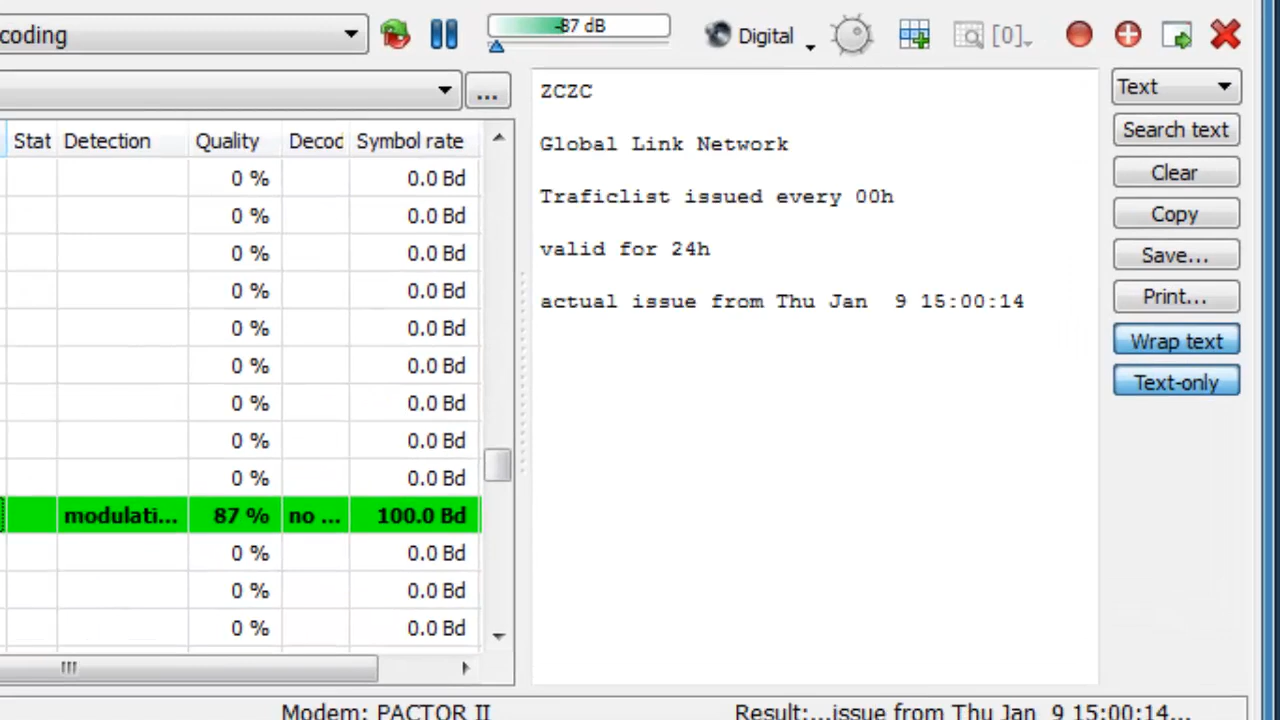 coding
-87 dB
Digital
[0]
...
ZCZC
Global Link Network
Traficlist issued every 00h
valid for 24h
actual issue from Thu Jan  9 15:00:14
Text
Search text
Clear
Copy
Save...
Print...
Wrap text
Text-only
Stat Detection Quality Decod Symbol rate
0 % 0.0 Bd
0 % 0.0 Bd
0 % 0.0 Bd
0 % 0.0 Bd
0 % 0.0 Bd
0 % 0.0 Bd
0 % 0.0 Bd
0 % 0.0 Bd
0 % 0.0 Bd
modulati... 87 % no ... 100.0 Bd
0 % 0.0 Bd
0 % 0.0 Bd
0 % 0.0 Bd
Modem: PACTOR II
Result:...issue from Thu Jan  9 15:00:14...